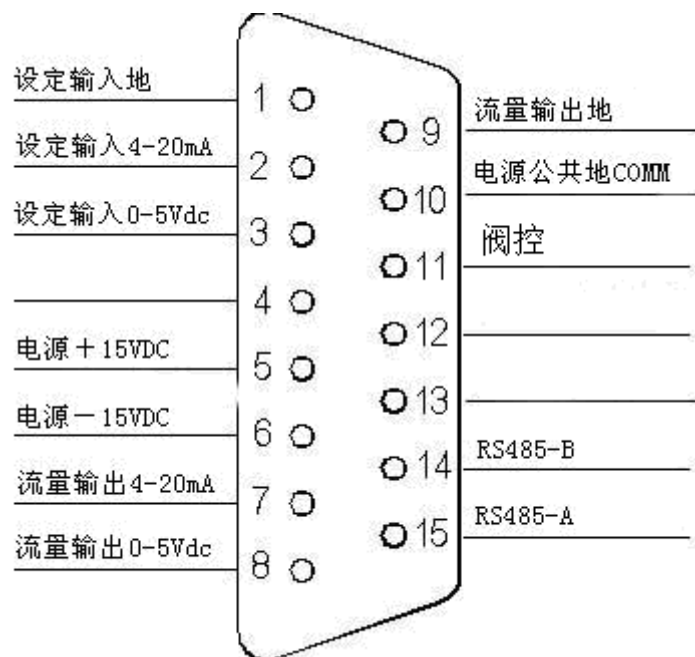 设定输入地
1
设定输入4-20mA
2
设定输入0-5Vdc
3
4
电源+15VDC
5
电源-15VDC
6
流量输出4-20mA
7
流量输出0-5Vdc
8
9
流量输出地
10
电源公共地COMM
11
阀控
12
13
14
RS485-B
15
RS485-A